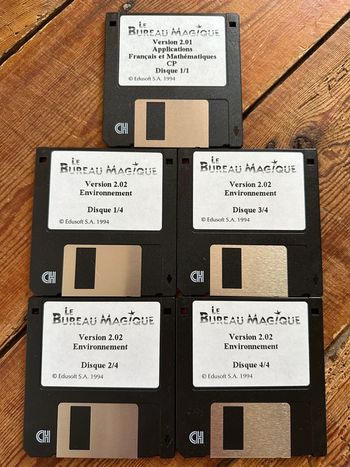 LE
BUREAU MAGIQUE
Version 2.01
Applications
Français et Mathématiques
CP
Disque 1/1
© Edusoft S.A. 1994
CH
LE
BUREAU MAGIQUE
Version 2.02
Environnement
Disque 1/4
© Edusoft S.A. 1994
CH
LE
BUREAU MAGIQUE
Version 2.02
Environnement
Disque 3/4
© Edusoft S.A. 1994
CH
LE
BUREAU MAGIQUE
Version 2.02
Environnement
Disque 2/4
© Edusoft S.A. 1994
CH
LE
BUREAU MAGIQUE
Version 2.02
Environnement
Disque 4/4
© Edusoft S.A. 1994
CH